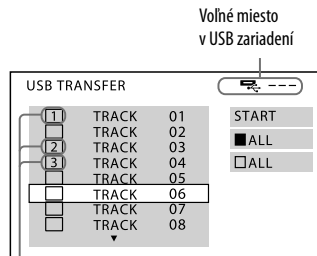 Voľné miesto
v USB zariadení
USB TRANSFER
---
1 TRACK 01
TRACK 02
2 TRACK 03
3 TRACK 04
TRACK 05
TRACK 06
TRACK 07
TRACK 08
START
■ALL
□ALL